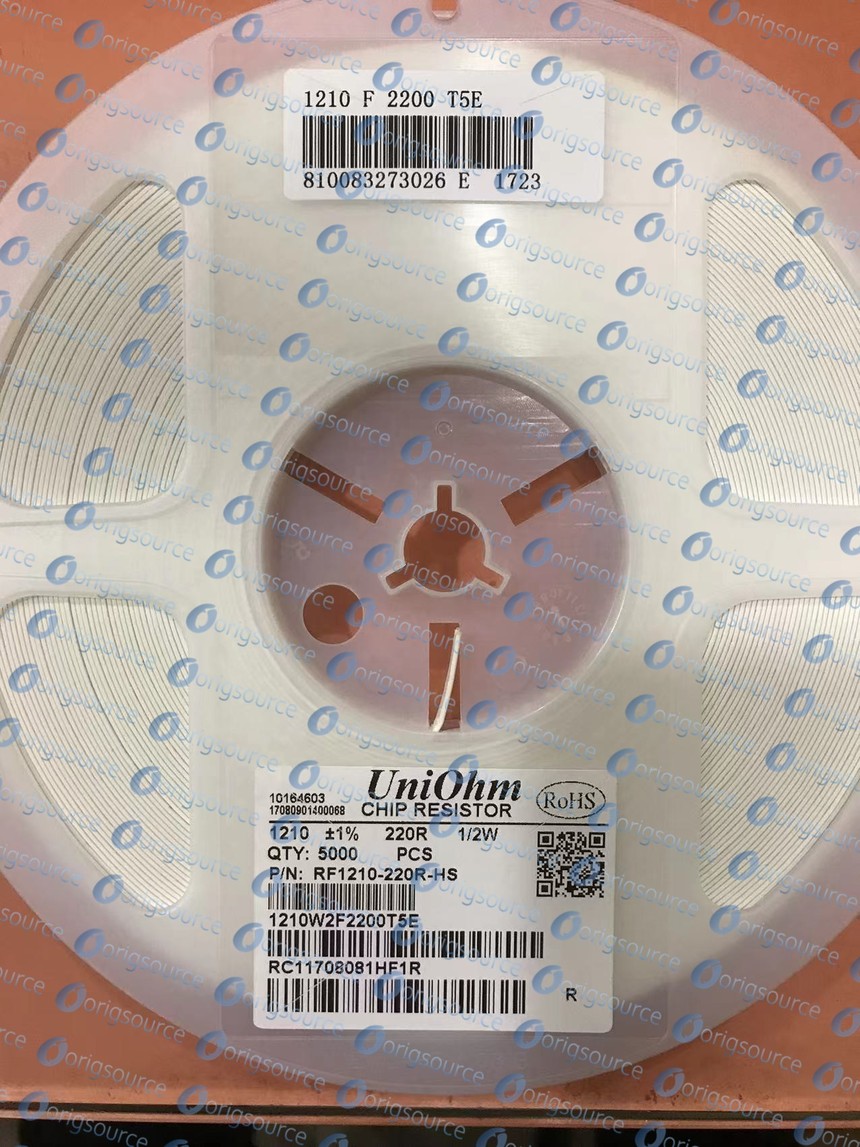 1210 F 2200 T5E
810083273026 E 1723
10164603
17080901400068
UniOhm
CHIP RESISTOR
RoHS
1210 ±1% 220R 1/2W
QTY: 5000 PCS
P/N: RF1210-220R-HS
1210W2F2200T5E
RC11708081HF1R
R
origsource